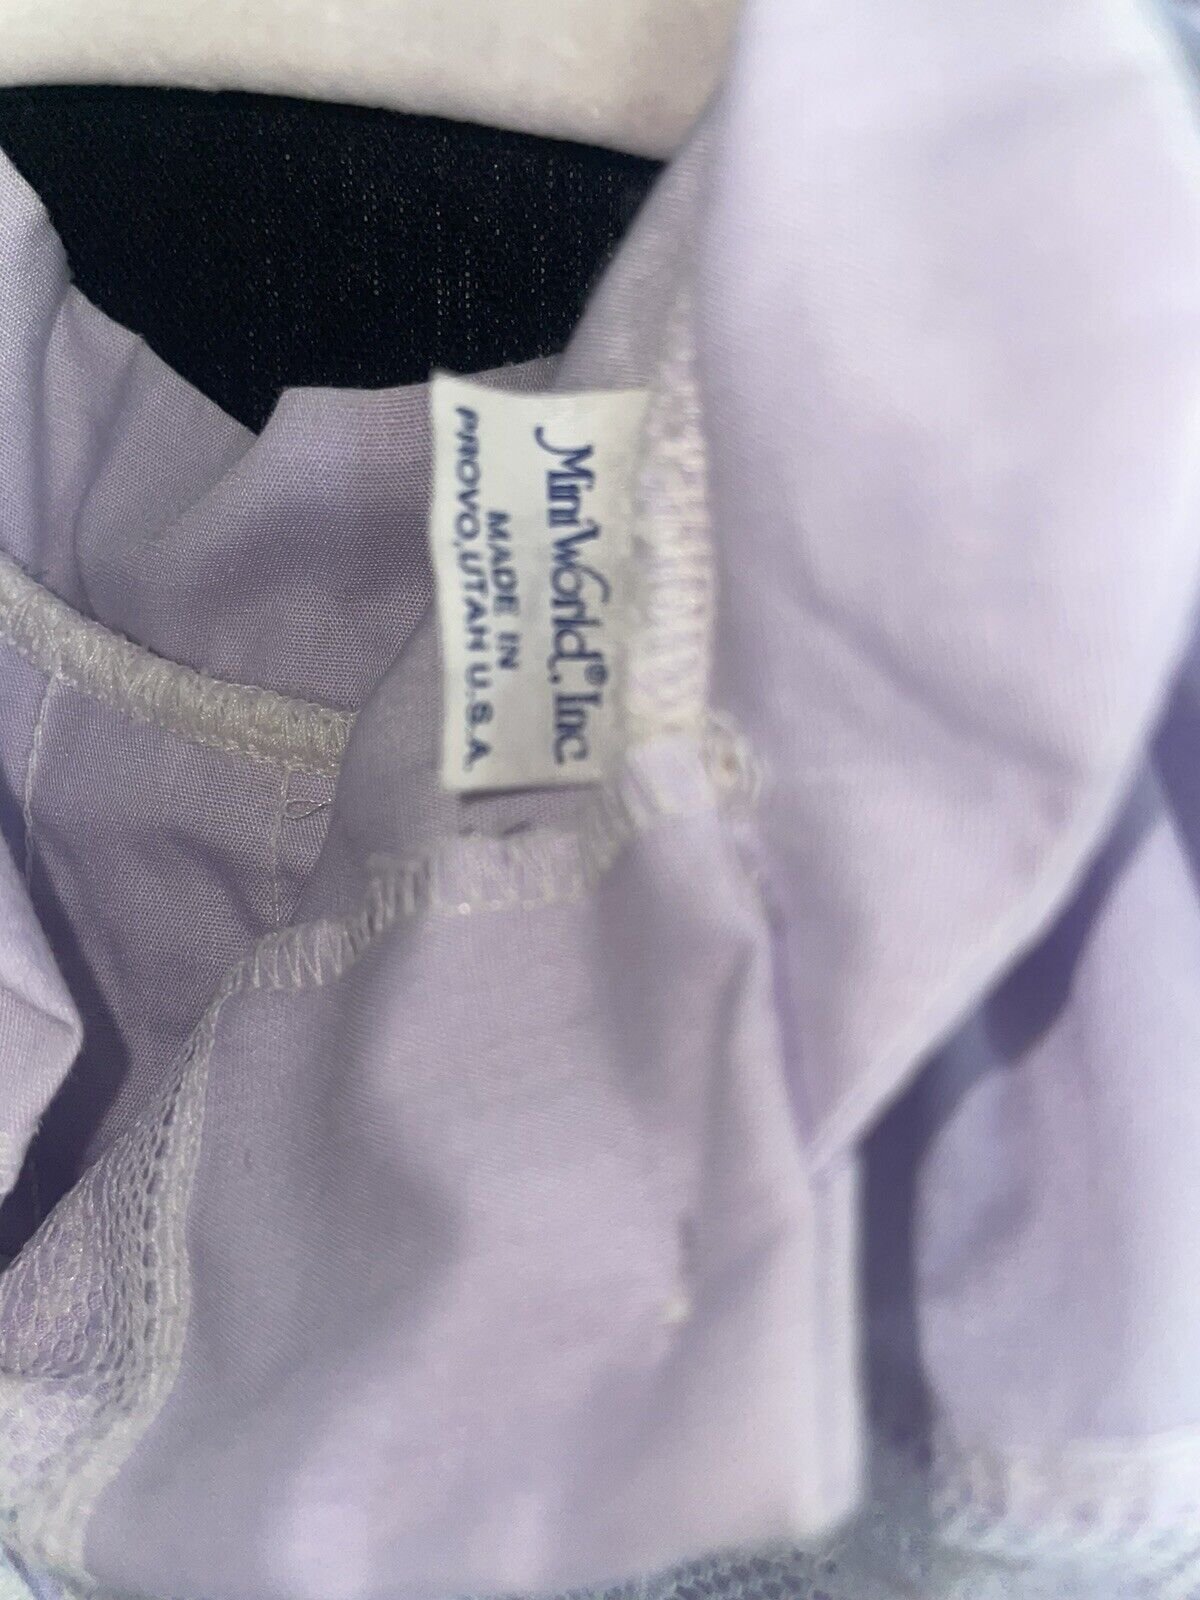 MiniWorld®, Inc
MADE IN
PROVO, UTAH U.S.A.